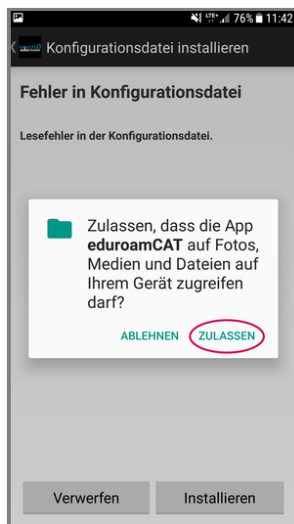 LTE+ 76% 11:42
Konfigurationsdatei installieren
Fehler in Konfigurationsdatei
Lesefehler in der Konfigurationsdatei.
Zulassen, dass die App
eduroamCAT auf Fotos,
Medien und Dateien auf
Ihrem Gerät zugreifen
darf?
ABLEHNEN ZULASSEN
Verwerfen Installieren